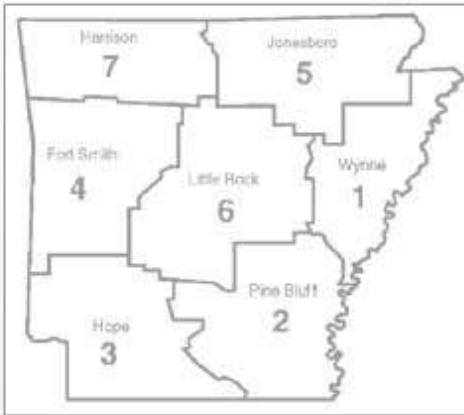 Harrison
7
Jonesboro
5
Fort Smith
4
Little Rock
6
Wynne
1
Pine Bluff
2
Hope
3